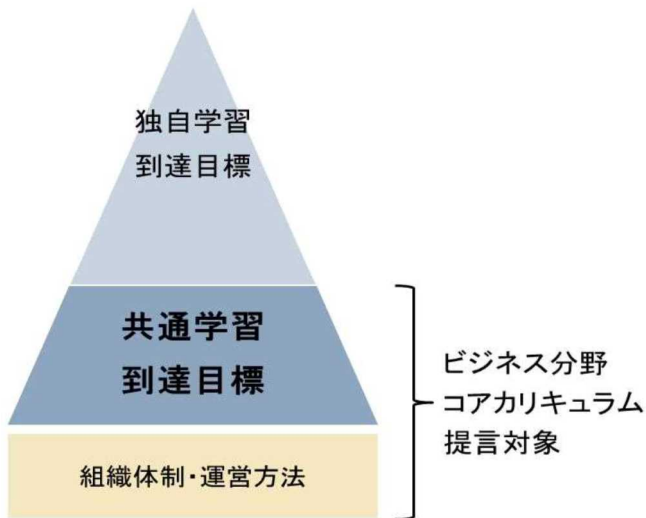 独自学習
到達目標
共通学習
到達目標
組織体制・運営方法
ビジネス分野
コアカリキュラム
提言対象